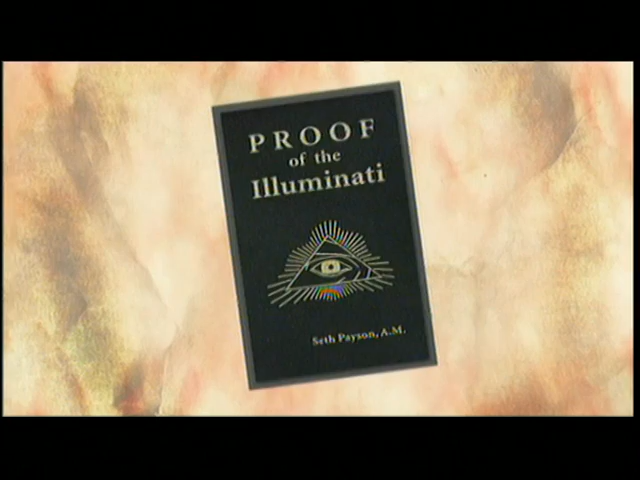 PROOF
of the
Illuminati
Seth Payson, A.M.